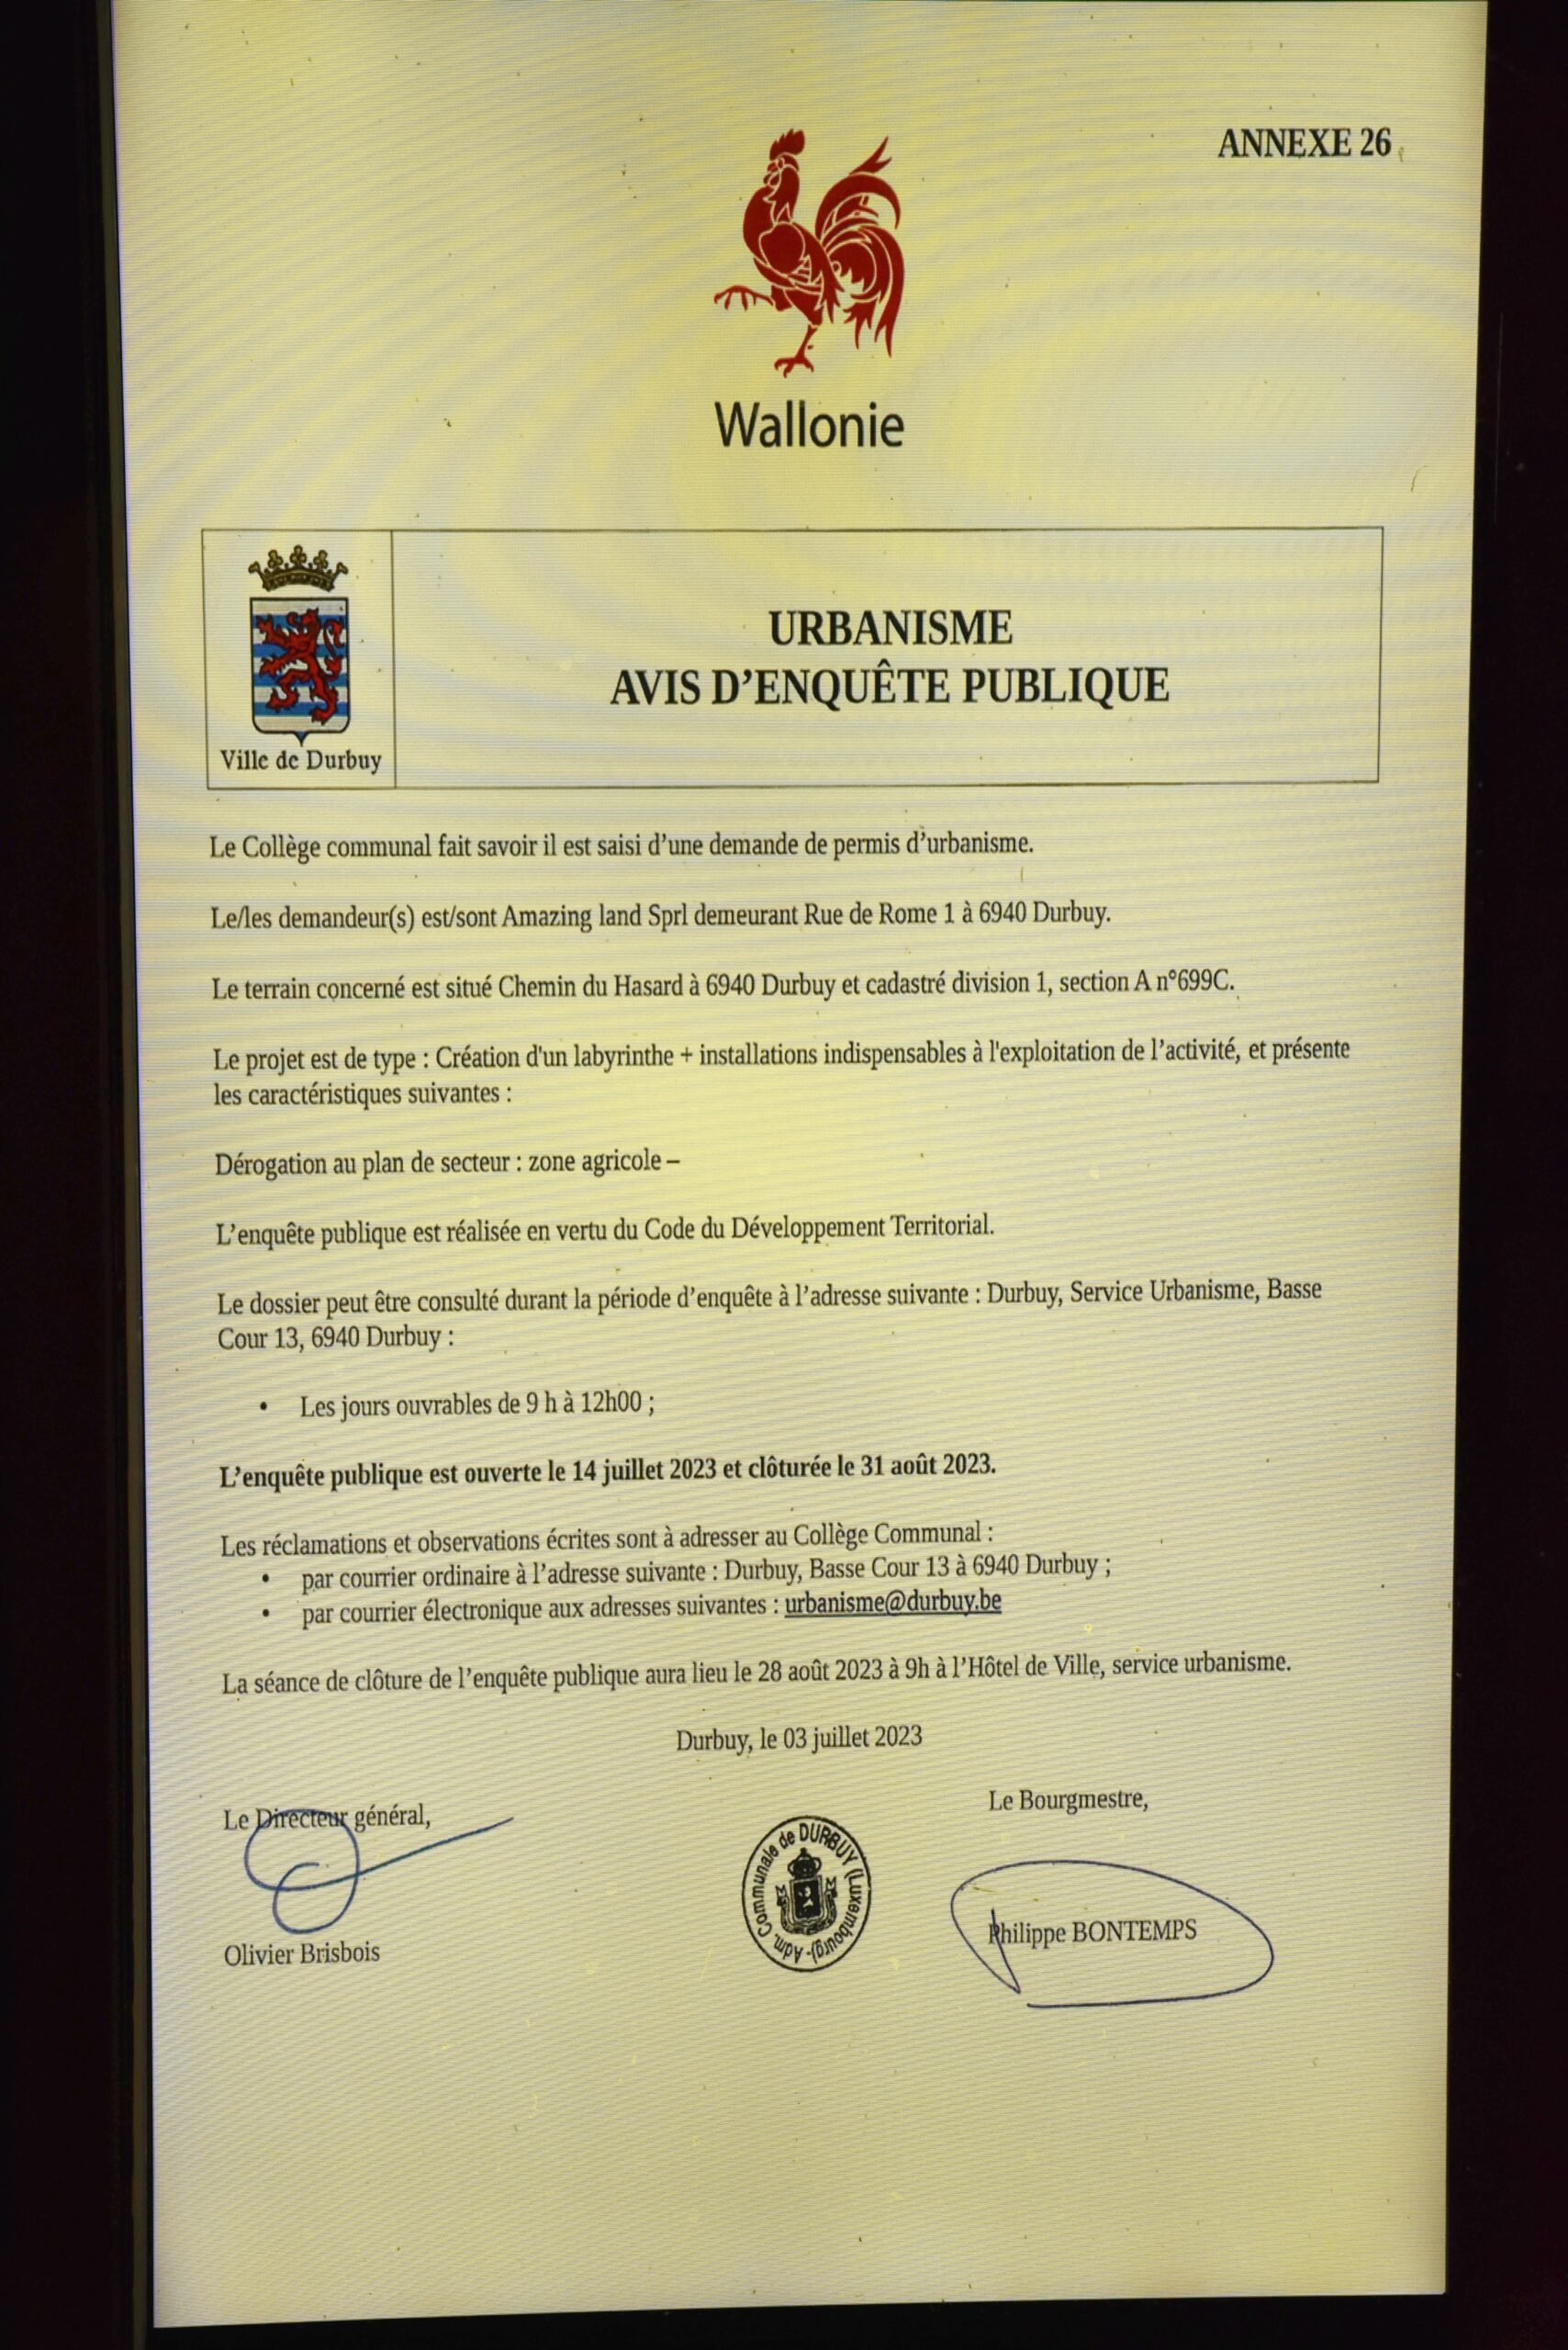 ANNEXE 26
Wallonie
URBANISME
AVIS D'ENQUÊTE PUBLIQUE
Ville de Durbuy
Le Collège communal fait savoir il est saisi d'une demande de permis d'urbanisme.
Le/les demandeur(s) est/sont Amazing land Sprl demeurant Rue de Rome 1 à 6940 Durbuy.
Le terrain concerné est situé Chemin du Hasard à 6940 Durbuy et cadastré division 1, section A n°699C.
Le projet est de type : Création d'un labyrinthe + installations indispensables à l'exploitation de l'activité, et présente
les caractéristiques suivantes :
Dérogation au plan de secteur : zone agricole –
L'enquête publique est réalisée en vertu du Code du Développement Territorial.
Le dossier peut être consulté durant la période d'enquête à l'adresse suivante : Durbuy, Service Urbanisme, Basse
Cour 13, 6940 Durbuy :
• Les jours ouvrables de 9 h à 12h00 ;
L'enquête publique est ouverte le 14 juillet 2023 et clôturée le 31 août 2023.
Les réclamations et observations écrites sont à adresser au Collège Communal :
• par courrier ordinaire à l'adresse suivante : Durbuy, Basse Cour 13 à 6940 Durbuy ;
• par courrier électronique aux adresses suivantes : urbanisme@durbuy.be
La séance de clôture de l'enquête publique aura lieu le 28 août 2023 à 9h à l'Hôtel de Ville, service urbanisme.
Durbuy, le 03 juillet 2023
Le Directeur général,
Le Bourgmestre,
Adm. Communale de DURBUY (Luxembourg)-
Philippe BONTEMPS
Olivier Brisbois